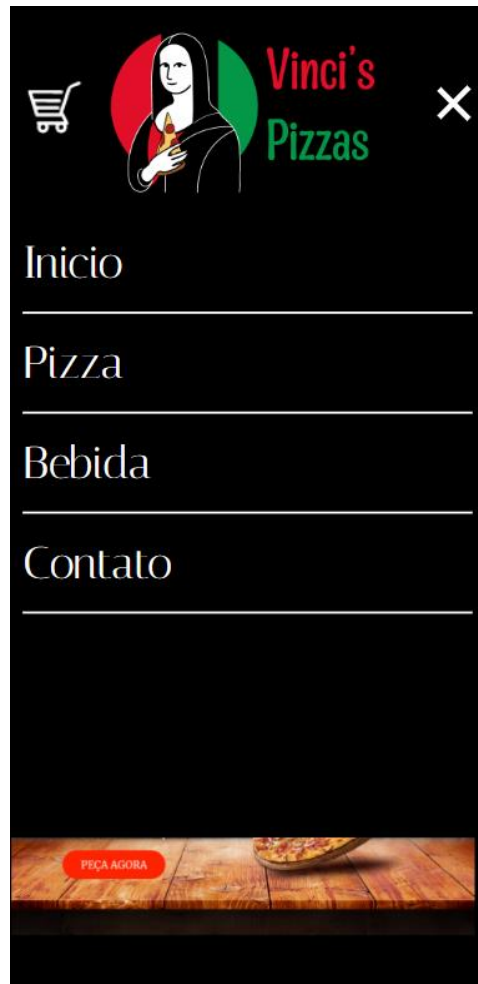 Vinci's
Pizzas
Inicio
Pizza
Bebida
Contato
PEÇA AGORA